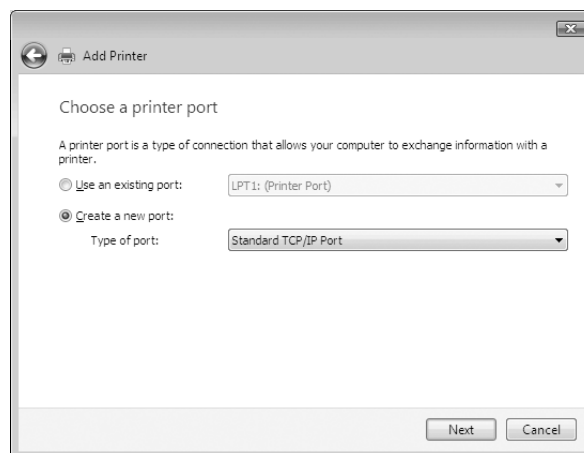 Add Printer
Choose a printer port
A printer port is a type of connection that allows your computer to exchange information with a
printer.
Use an existing port: LPT1: (Printer Port)
Create a new port:
Type of port: Standard TCP/IP Port
Next Cancel